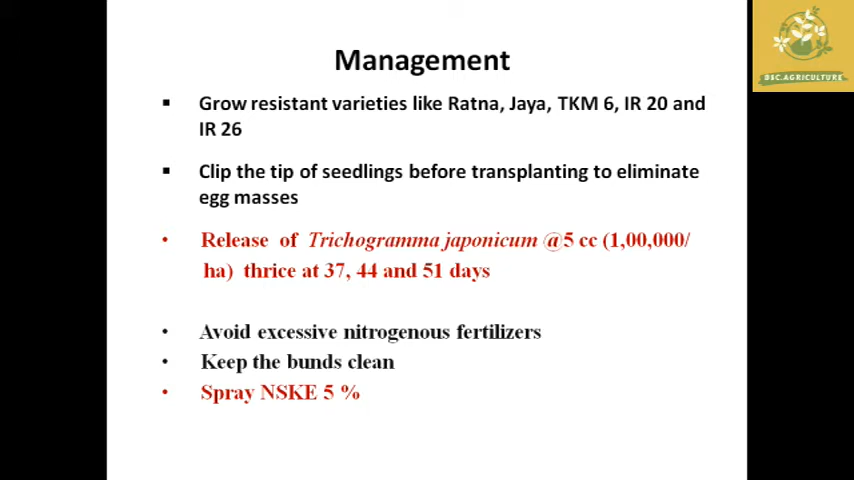 Management
▪ Grow resistant varieties like Ratna, Jaya, TKM 6, IR 20 and
IR 26
▪ Clip the tip of seedlings before transplanting to eliminate
egg masses
• Release of Trichogramma japonicum @5 cc (1,00,000/
ha) thrice at 37, 44 and 51 days
• Avoid excessive nitrogenous fertilizers
• Keep the bunds clean
• Spray NSKE 5 %
BSC.AGRICULTURE